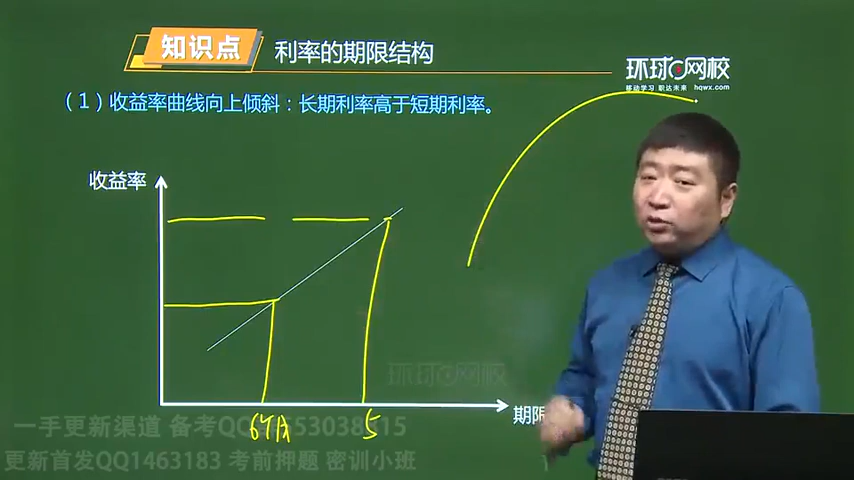 知识点 利率的期限结构
环球网校
移动学习 职达未来 hqwx.com
（1）收益率曲线向上倾斜：长期利率高于短期利率。
收益率
环球网校
期限
6个月 5
一手更新渠道 备考QQ
更新首发QQ1463183 考前押题 密训小班